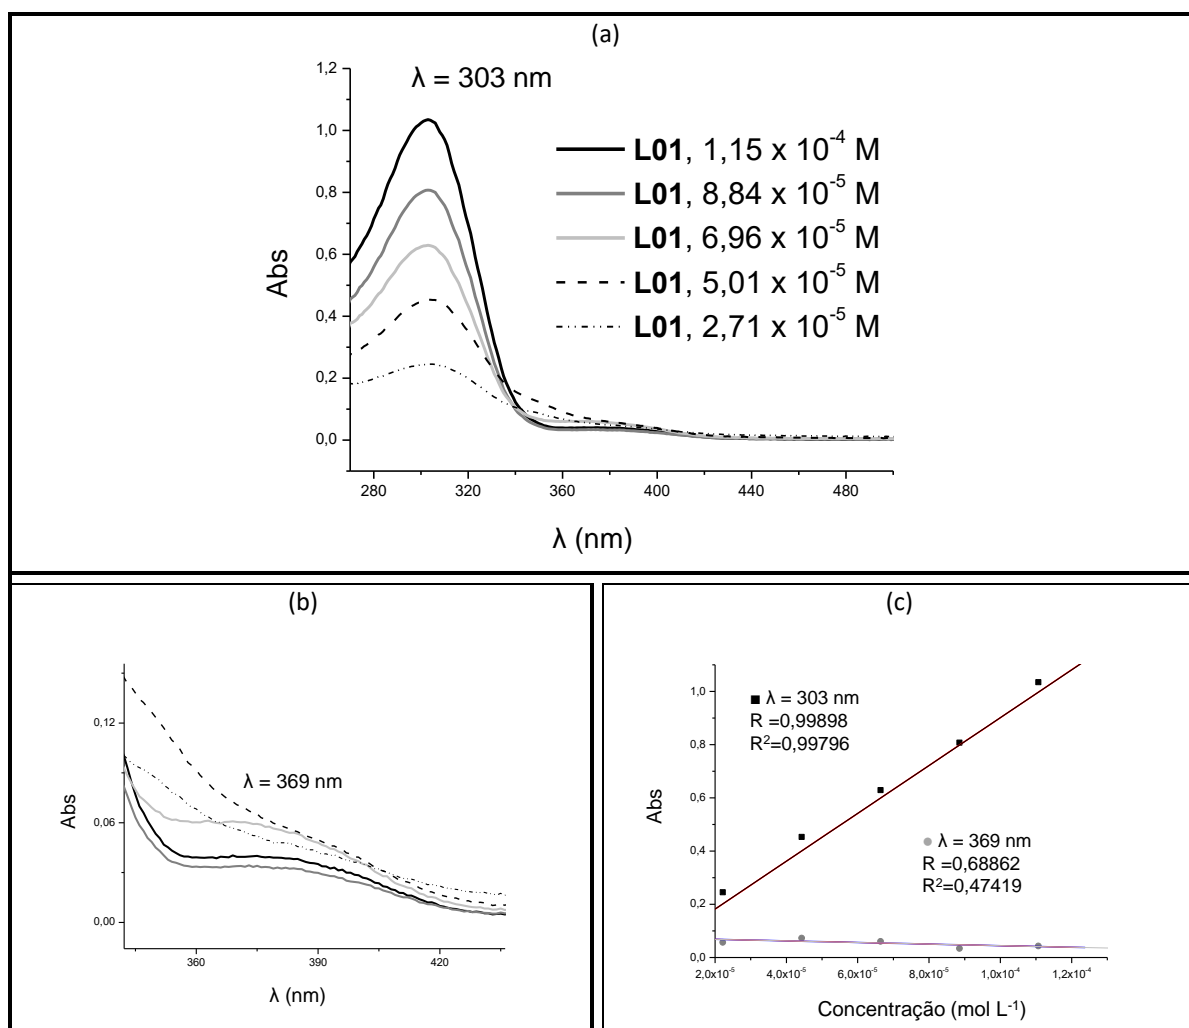 (a)
λ = 303 nm
1,2
1,0
0,8
0,6
0,4
0,2
0,0
Abs
L01, 1,15 x 10⁻⁴ M
L01, 8,84 x 10⁻⁵ M
L01, 6,96 x 10⁻⁵ M
L01, 5,01 x 10⁻⁵ M
L01, 2,71 x 10⁻⁵ M
280 320 360 400 440 480
λ (nm)
(b)
0,12
0,06
0,00
Abs
λ = 369 nm
360 390 420
λ (nm)
(c)
1,0
0,8
0,6
0,4
0,2
0,0
Abs
λ = 303 nm
R =0,99898
R²=0,99796
λ = 369 nm
R =0,68862
R²=0,47419
2,0x10⁻⁵ 4,0x10⁻⁵ 6,0x10⁻⁵ 8,0x10⁻⁵ 1,0x10⁻⁴ 1,2x10⁻⁴
Concentração (mol L⁻¹)